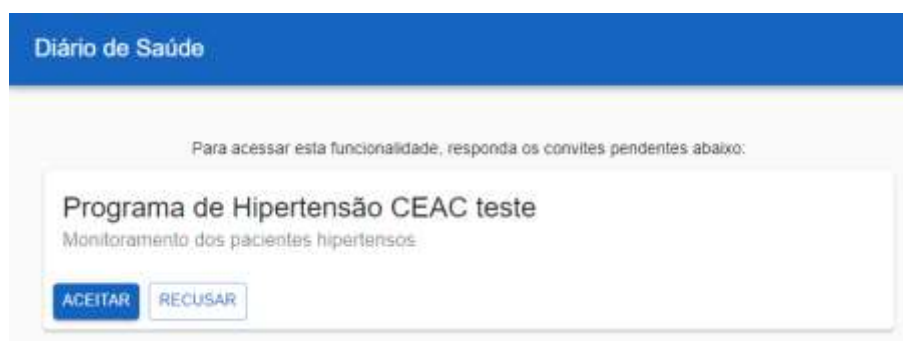 Diário de Saúde
Para acessar esta funcionalidade, responda os convites pendentes abaixo:
Programa de Hipertensão CEAC teste
Monitoramento dos pacientes hipertensos
ACEITAR RECUSAR